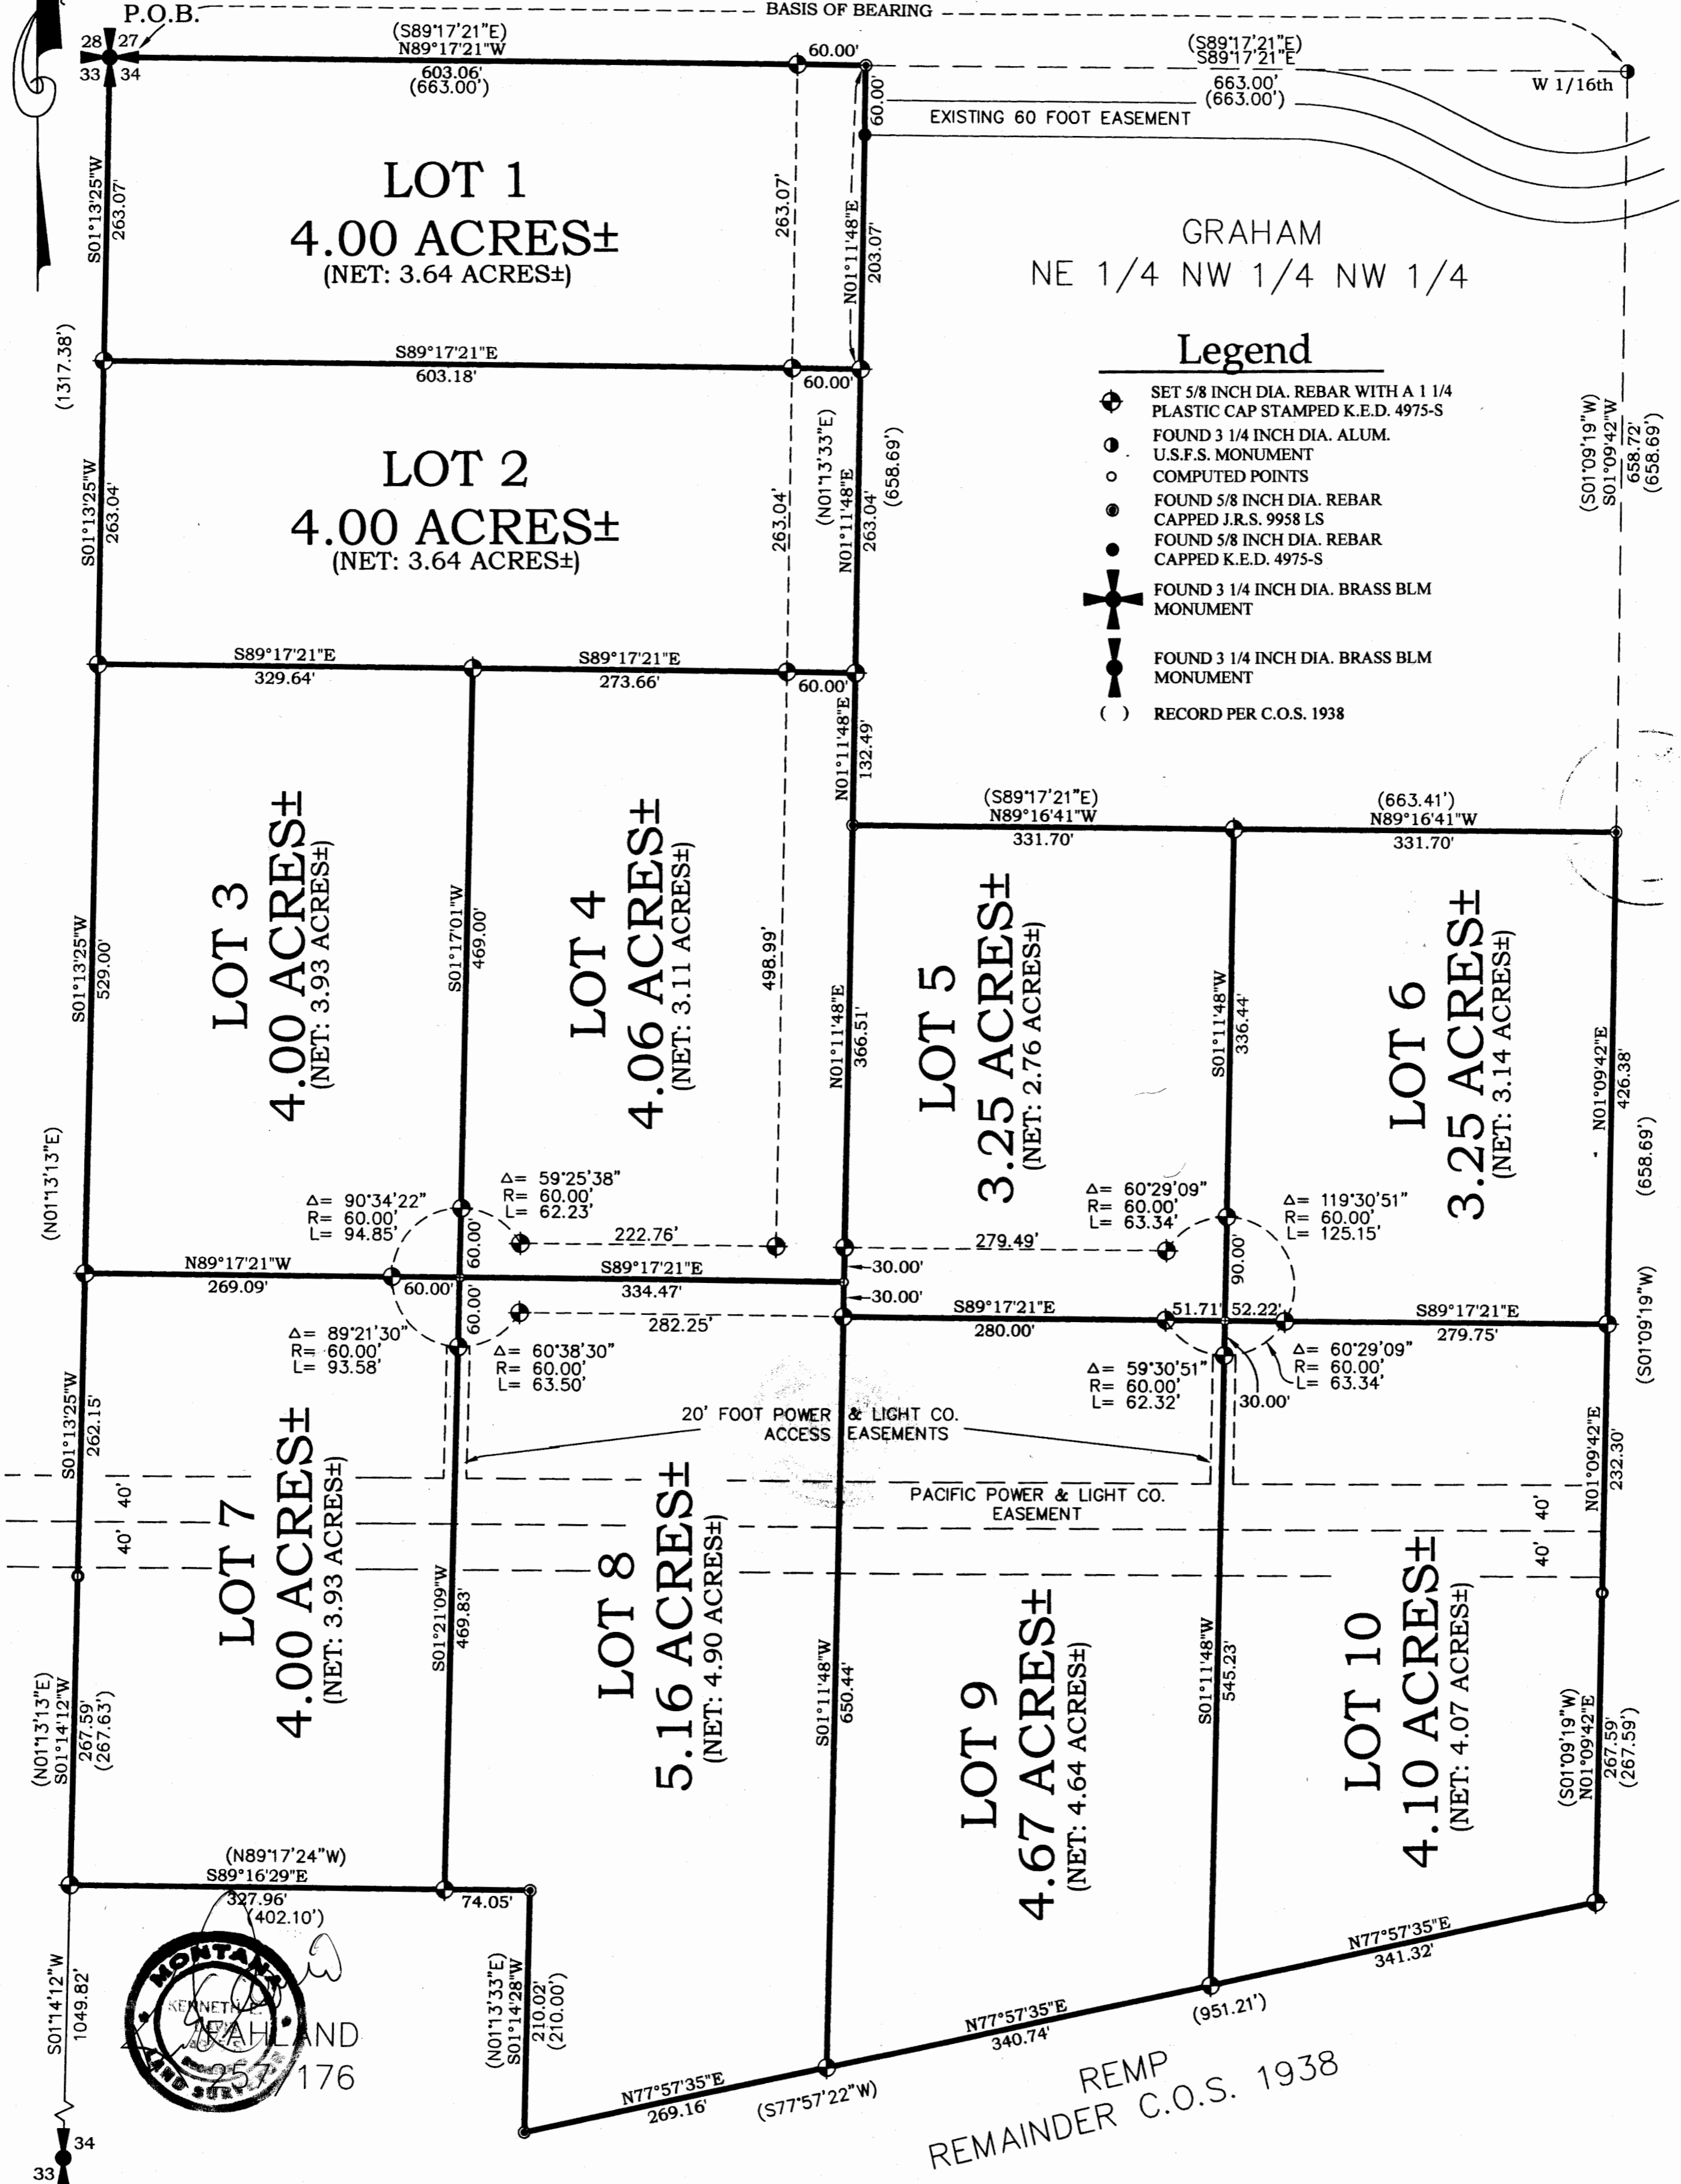 BASIS OF BEARING
P.O.B.
28 27
33 34
(S89°17'21"E)
N89°17'21"W
603.06'
(663.00')
60.00'
(S89°17'21"E)
S89°17'21"E
663.00'
(663.00')
W 1/16th
60.00'
EXISTING 60 FOOT EASEMENT
S01°13'25"W
263.07'
LOT 1
4.00 ACRES±
(NET: 3.64 ACRES±)
263.07'
N01°11'48"E
203.07'
GRAHAM
NE 1/4 NW 1/4 NW 1/4
(1317.38')
S89°17'21"E
603.18'
60.00'
Legend
SET 5/8 INCH DIA. REBAR WITH A 1 1/4
PLASTIC CAP STAMPED K.E.D. 4975-S
FOUND 3 1/4 INCH DIA. ALUM.
U.S.F.S. MONUMENT
COMPUTED POINTS
FOUND 5/8 INCH DIA. REBAR
CAPPED J.R.S. 9958 LS
FOUND 5/8 INCH DIA. REBAR
CAPPED K.E.D. 4975-S
FOUND 3 1/4 INCH DIA. BRASS BLM
MONUMENT
FOUND 3 1/4 INCH DIA. BRASS BLM
MONUMENT
( ) RECORD PER C.O.S. 1938
(S01°09'19"W)
S01°09'42"W
658.72'
(658.69')
S01°13'25"W
263.04'
LOT 2
4.00 ACRES±
(NET: 3.64 ACRES±)
263.04'
(N01°13'33"E)
N01°11'48"E
263.04'
(658.69')
S89°17'21"E
329.64'
S89°17'21"E
273.66'
60.00'
N01°11'48"E
132.49'
(S89°17'21"E)
N89°16'41"W
331.70'
(663.41')
N89°16'41"W
331.70'
S01°13'25"W
529.00'
LOT 3
4.00 ACRES±
(NET: 3.93 ACRES±)
S01°17'01"W
469.00'
LOT 4
4.06 ACRES±
(NET: 3.11 ACRES±)
498.99'
N01°11'48"E
366.51'
LOT 5
3.25 ACRES±
(NET: 2.76 ACRES±)
S01°11'48"W
336.44'
LOT 6
3.25 ACRES±
(NET: 3.14 ACRES±)
N01°09'42"E
426.38'
(658.69')
(N01°13'13"E)
Δ= 90°34'22"
R= 60.00'
L= 94.85'
Δ= 59°25'38"
R= 60.00'
L= 62.23'
222.76'
60.00'
Δ= 60°29'09"
R= 60.00'
L= 63.34'
279.49'
Δ= 119°30'51"
R= 60.00'
L= 125.15'
90.00'
N89°17'21"W
269.09'
60.00'
S89°17'21"E
334.47'
30.00'
30.00'
60.00'
282.25'
S89°17'21"E
280.00'
51.71'
52.22'
S89°17'21"E
279.75'
(S01°09'19"W)
Δ= 89°21'30"
R= 60.00'
L= 93.58'
Δ= 60°38'30"
R= 60.00'
L= 63.50'
Δ= 59°30'51"
R= 60.00'
L= 62.32'
Δ= 60°29'09"
R= 60.00'
L= 63.34'
30.00'
S01°13'25"W
262.15'
20' FOOT POWER & LIGHT CO.
ACCESS EASEMENTS
PACIFIC POWER & LIGHT CO.
EASEMENT
40'
40'
40'
40'
N01°09'42"E
232.30'
LOT 7
4.00 ACRES±
(NET: 3.93 ACRES±)
S01°21'09"W
469.83'
LOT 8
5.16 ACRES±
(NET: 4.90 ACRES±)
S01°11'48"W
650.44'
LOT 9
4.67 ACRES±
(NET: 4.64 ACRES±)
S01°11'48"W
545.23'
LOT 10
4.10 ACRES±
(NET: 4.07 ACRES±)
(S01°09'19"W)
N01°09'42"E
267.59'
(267.59')
(N01°13'13"E)
S01°14'12"W
267.59'
(267.63')
(N89°17'24"W)
S89°16'29"E
327.96'
(402.10')
74.05'
(N01°13'33"E)
S01°14'28"W
210.02'
(210.00')
N77°57'35"E
269.16'
(S77°57'22"W)
N77°57'35"E
340.74'
(951.21')
N77°57'35"E
341.32'
S01°14'12"W
1049.82'
MONTANA
KENNETH E.
LAND SURVEYOR
FAHLAND
257/176
REMP
REMAINDER C.O.S. 1938
34
33